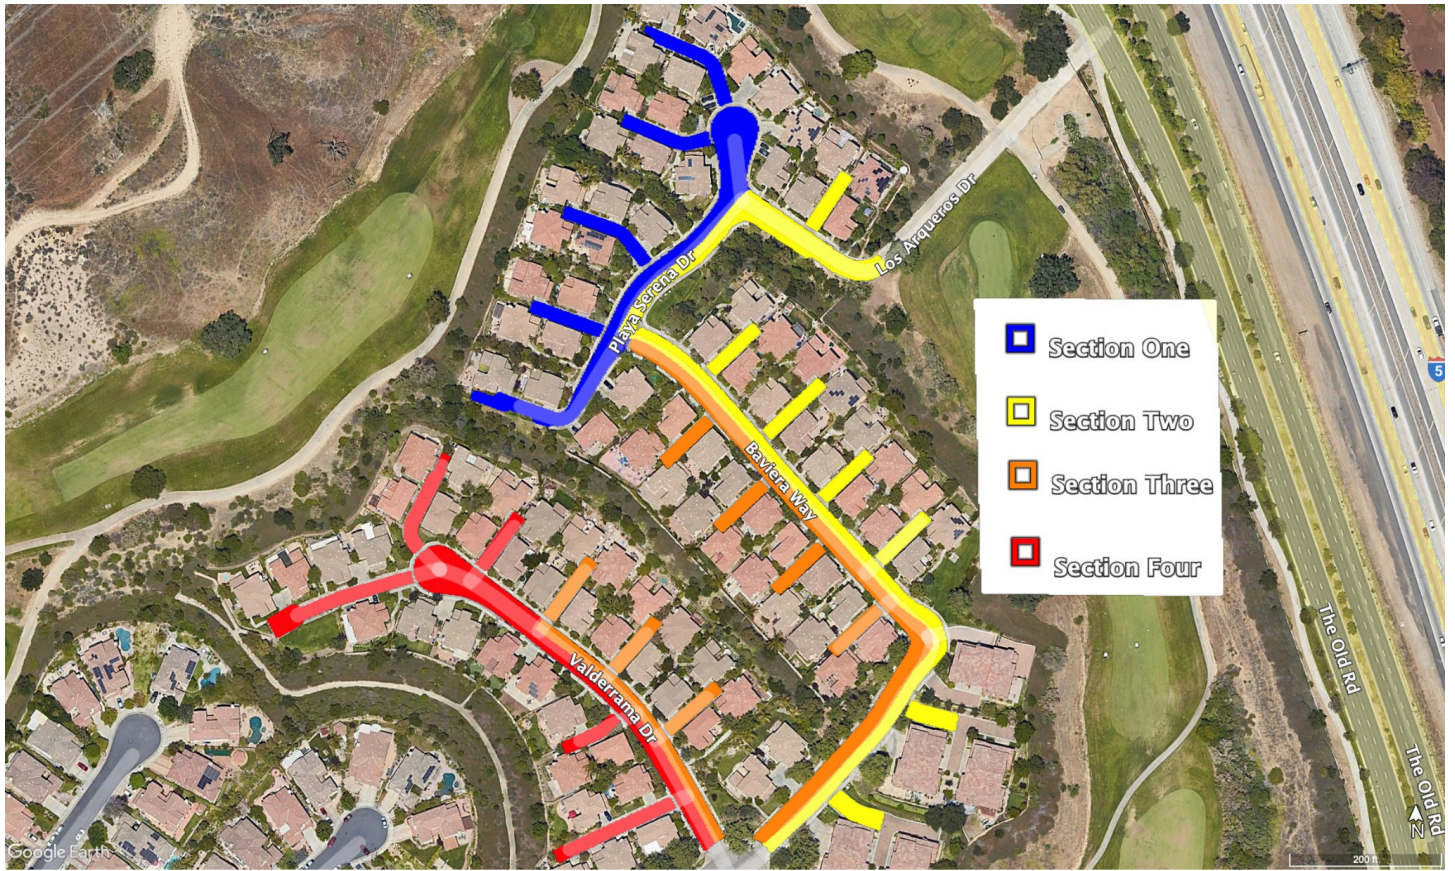 Los Arqueros Dr
Playa Serena Dr
Section One
5
Section Two
Baviera Way
Section Three
Section Four
The Old Rd
Valderrama Dr
The Old Rd
N
Google Earth
200 ft